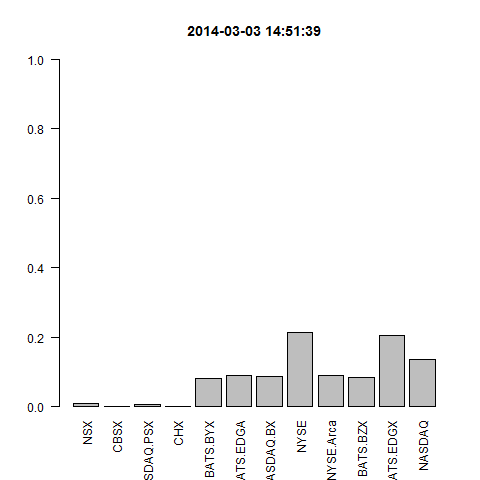 2014-03-03 14:51:39
1.0
0.8
0.6
0.4
0.2
0.0
NSX
CBSX
SDAQ.PSX
CHX
BATS.BYX
ATS.EDGA
ASDAQ.BX
NYSE
NYSE.Arca
BATS.BZX
ATS.EDGX
NASDAQ